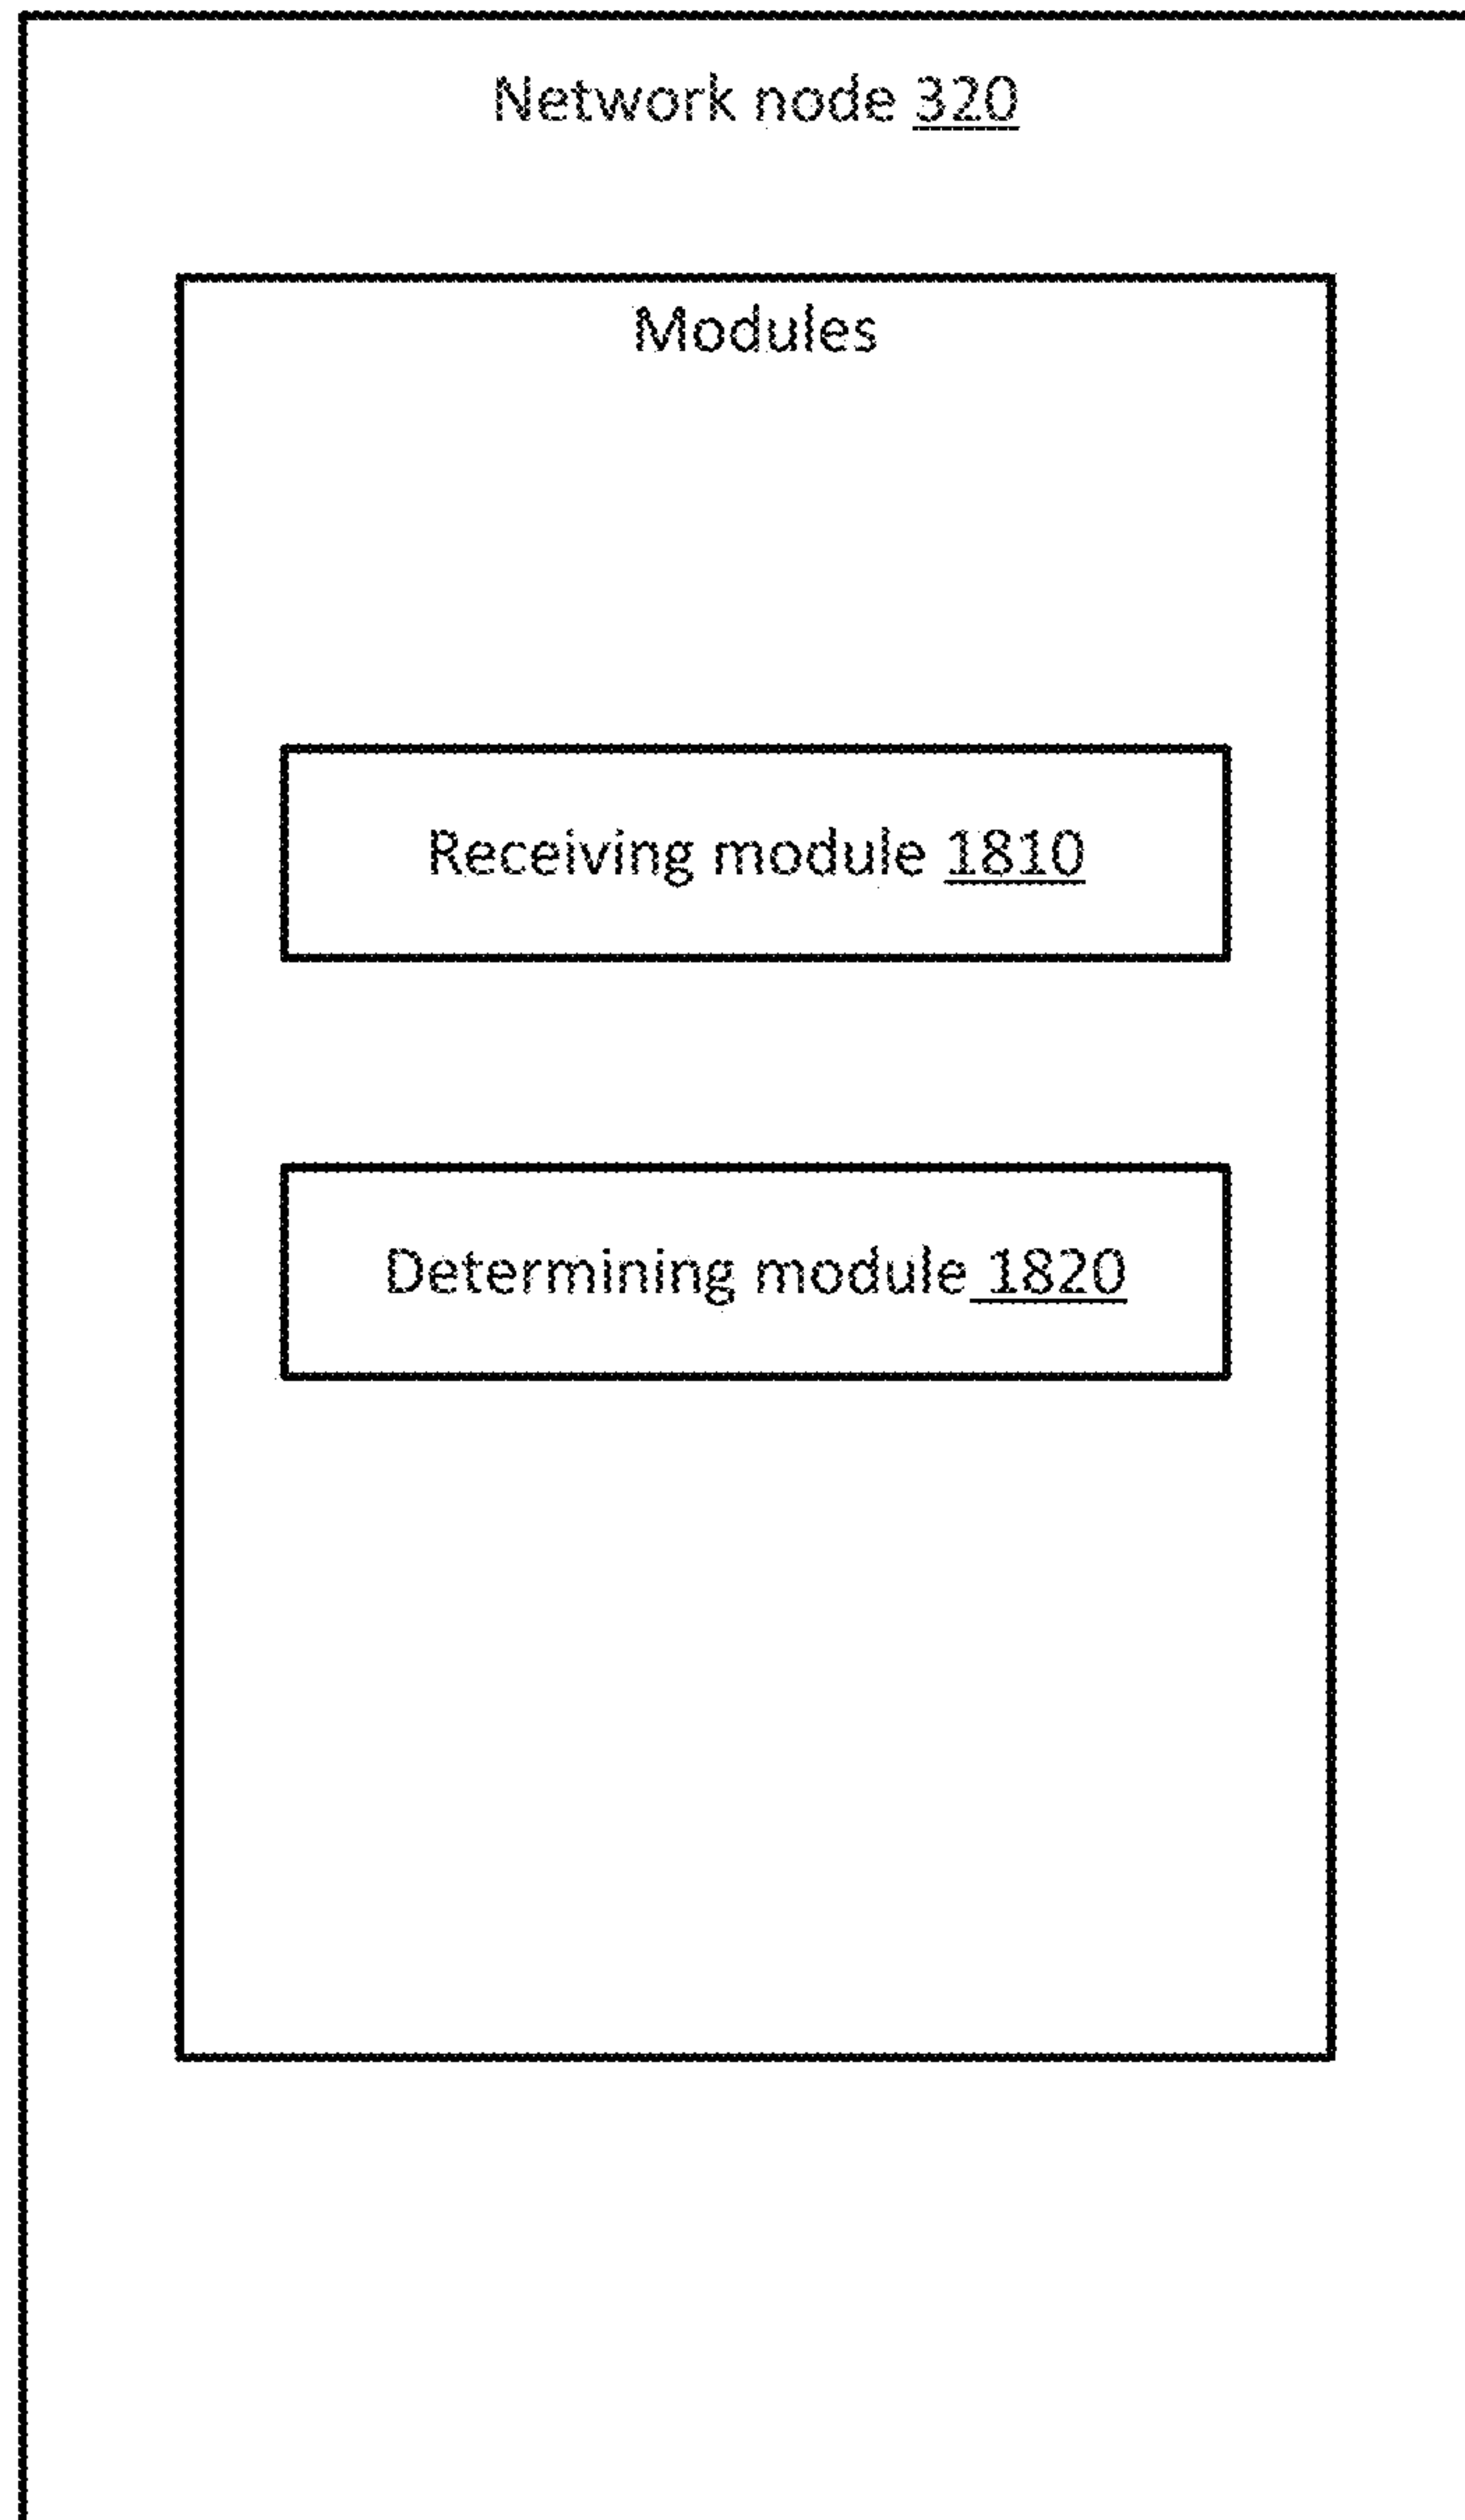 Network node 320
Modules
Receiving module 1810
Determining module 1820